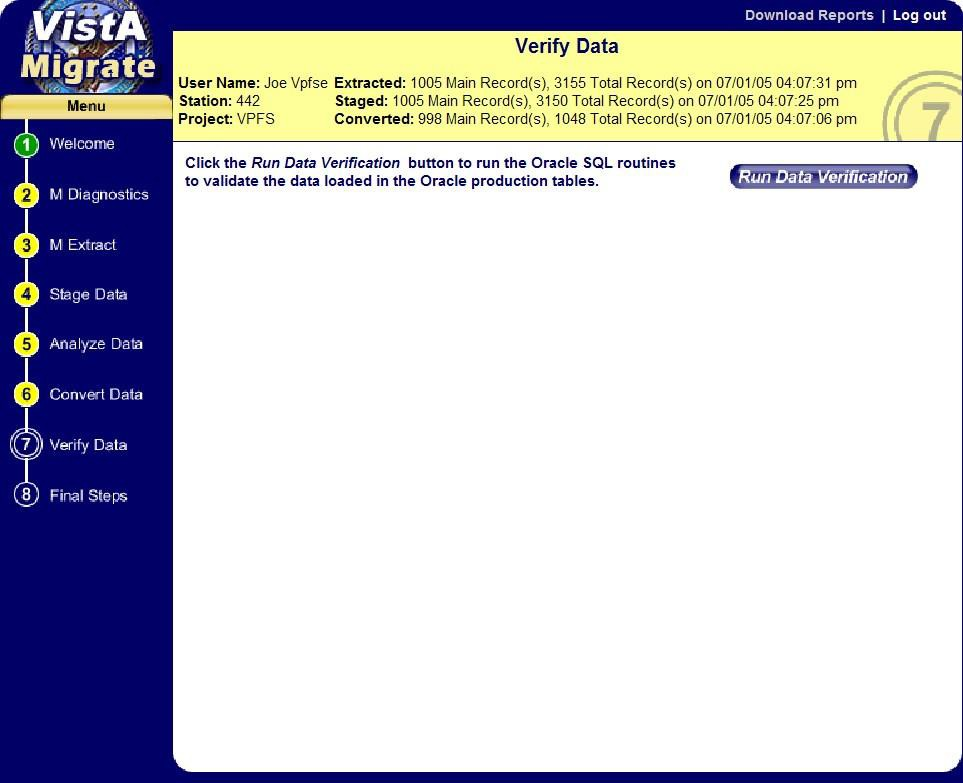 VistA
Migrate
Download Reports | Log out
Verify Data
User Name: Joe Vpfse Extracted: 1005 Main Record(s), 3155 Total Record(s) on 07/01/05 04:07:31 pm
Station: 442 Staged: 1005 Main Record(s), 3150 Total Record(s) on 07/01/05 04:07:25 pm
Project: VPFS Converted: 998 Main Record(s), 1048 Total Record(s) on 07/01/05 04:07:06 pm
7
Menu
1 Welcome
2 M Diagnostics
3 M Extract
4 Stage Data
5 Analyze Data
6 Convert Data
7 Verify Data
8 Final Steps
Click the Run Data Verification button to run the Oracle SQL routines
to validate the data loaded in the Oracle production tables.
Run Data Verification